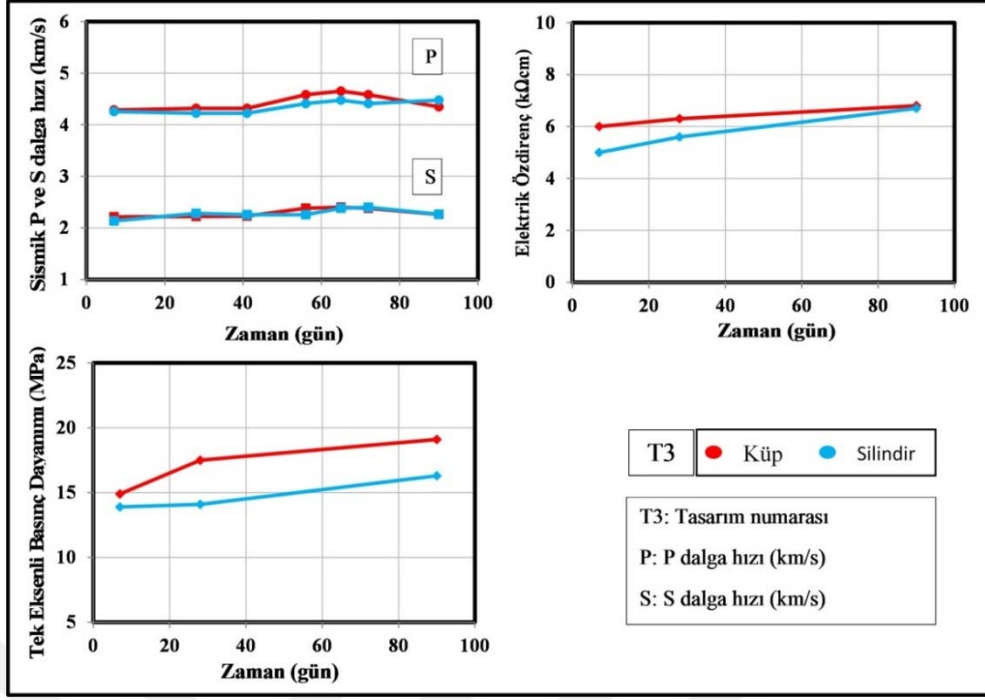 Sismik P ve S dalga hızı (km/s)
6
5
4
3
2
1
P
S
0 20 40 60 80 100
Zaman (gün)
Elektrik Özdirenç (kΩcm)
10
8
6
4
2
0
0 20 40 60 80 100
Zaman (gün)
Tek Eksenli Basınç Dayanımı (MPa)
25
20
15
10
5
0 20 40 60 80 100
Zaman (gün)
T3 Küp Silindir
T3: Tasarım numarası
P: P dalga hızı (km/s)
S: S dalga hızı (km/s)